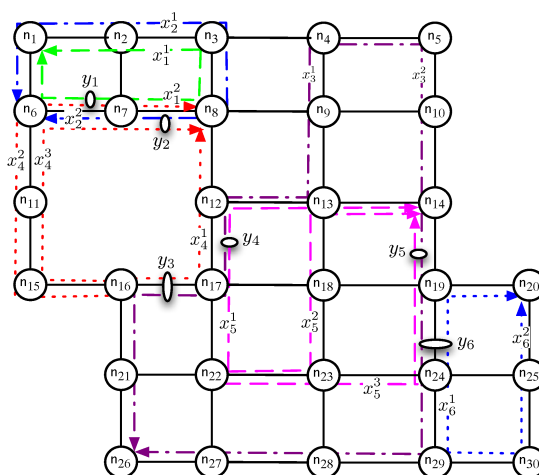 n1 n2 n3 n4 n5
x_2^1
x_1^1
x_3^1
x_3^2
y1
x_1^2
n6 n7 n8 n9 n10
x_2^2
y2
x_4^2 x_4^3
n11 n12 n13 n14
x_4^1
y4
y5
y3
n15 n16 n17 n18 n19 n20
x_5^1
x_5^2
x_6^2
y6
n21 n22 n23 n24 n25
x_5^3
x_6^1
n26 n27 n28 n29 n30